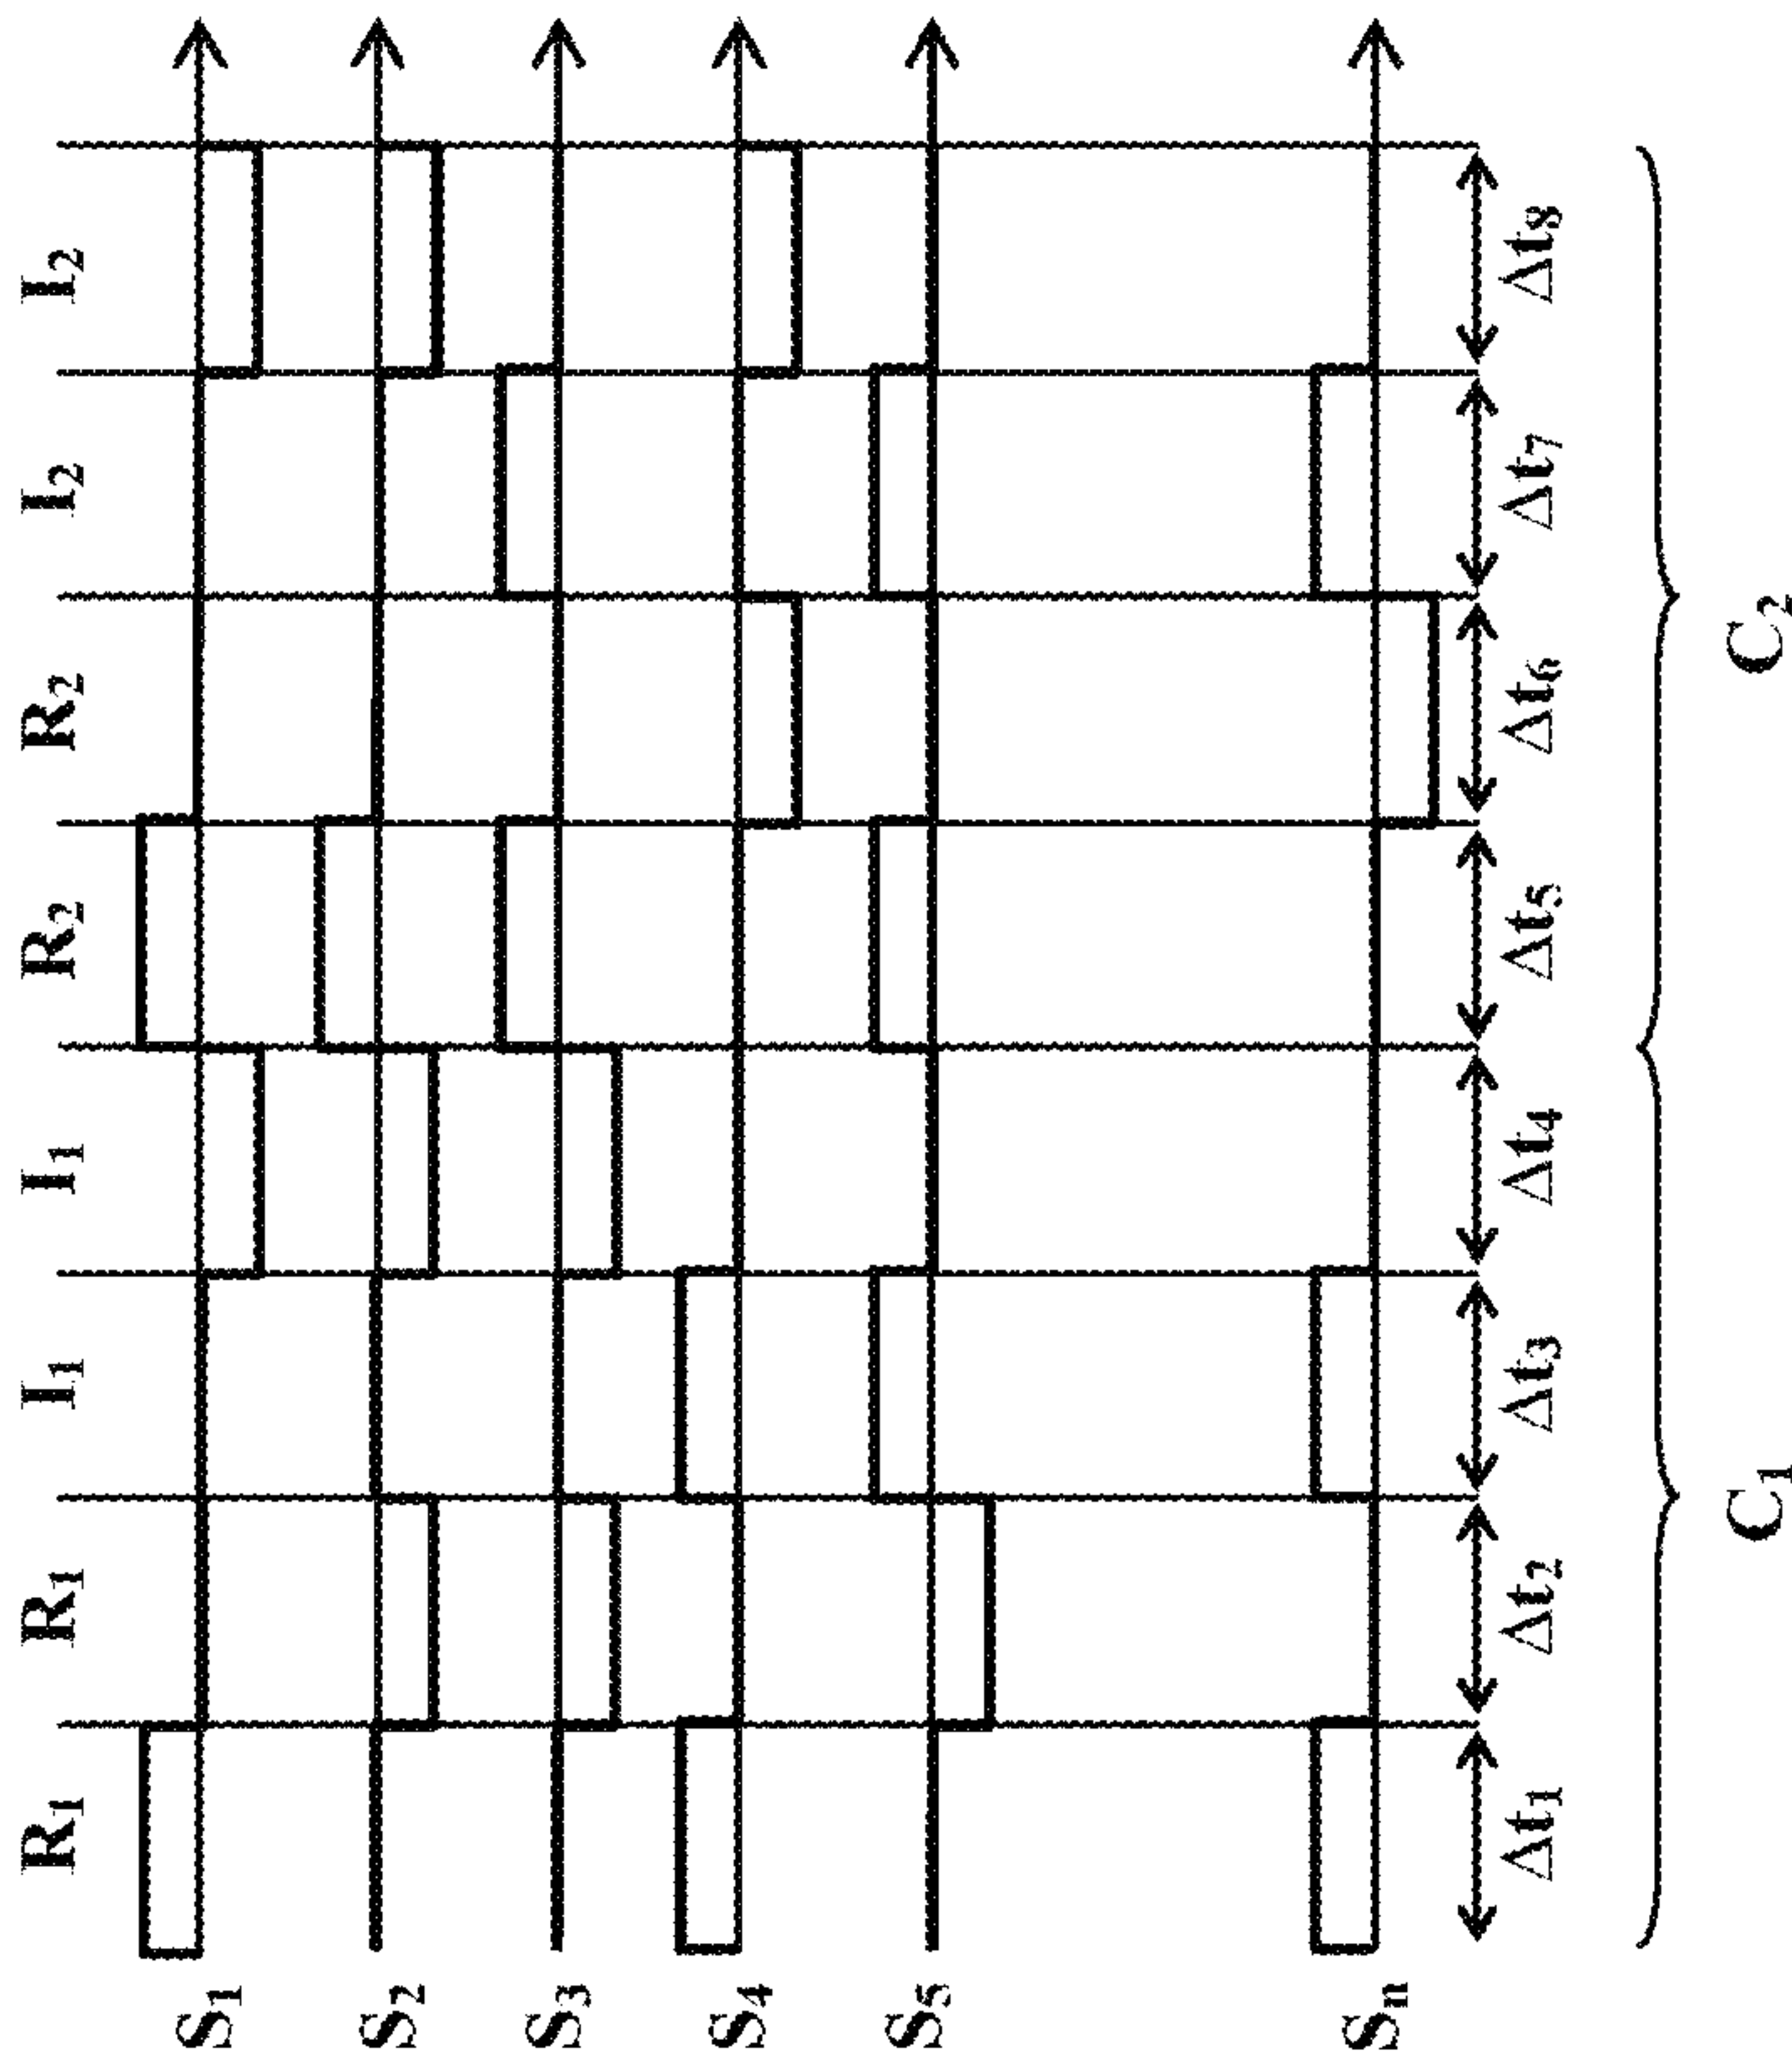 R1 R1 I1 I1 R2 R2 I2 I2
S1
S2
S3
S4
S5
Sn
Δt1 Δt2 Δt3 Δt4 Δt5 Δt6 Δt7 Δt8
C1 C2